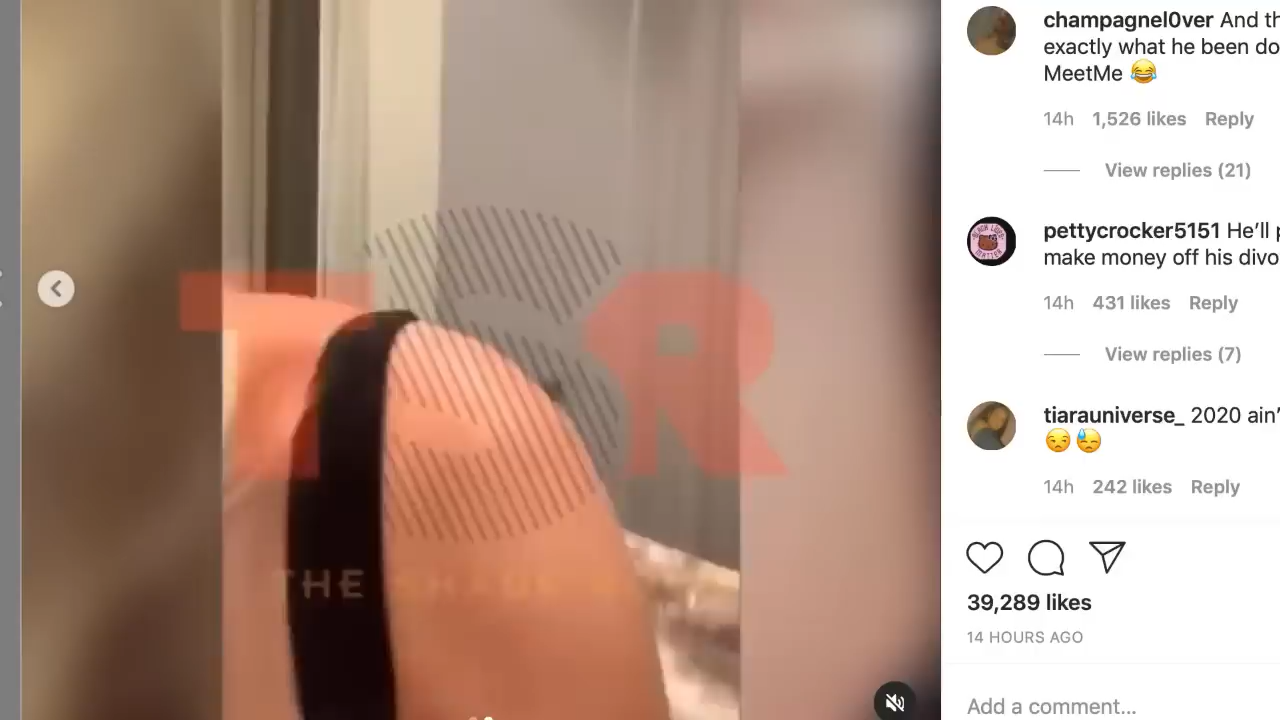 TSR
THE SHADE
champagnel0ver And th
exactly what he been do
MeetMe 😂
14h 1,526 likes Reply
View replies (21)
pettycrocker5151 He'll p
make money off his divo
14h 431 likes Reply
View replies (7)
tiarauniverse_ 2020 ain'
😒 😓
14h 242 likes Reply
39,289 likes
14 HOURS AGO
Add a comment...